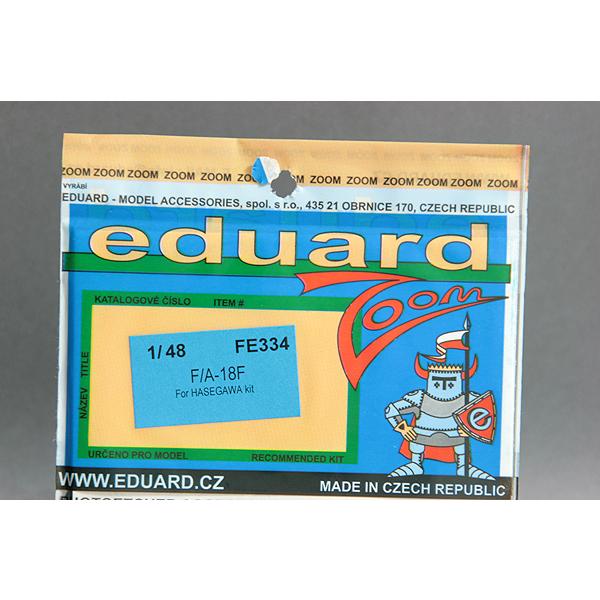 ZOOM ZOOM ZOOM ZOOM ZOOM ZOOM ZOOM ZOOM ZOOM ZOOM ZOOM ZOOM
VYRÁBÍ
EDUARD - MODEL ACCESSORIES, spol. s r.o., 435 21 OBRNICE 170, CZECH REPUBLIC
eduard
Zoom
KATALOGOVÉ ČÍSLO ITEM #
1/48 FE334
F/A-18F
For HASEGAWA kit
NÁZEV TITLE
URČENO PRO MODEL RECOMMENDED KIT
e
WWW.EDUARD.CZ MADE IN CZECH REPUBLIC